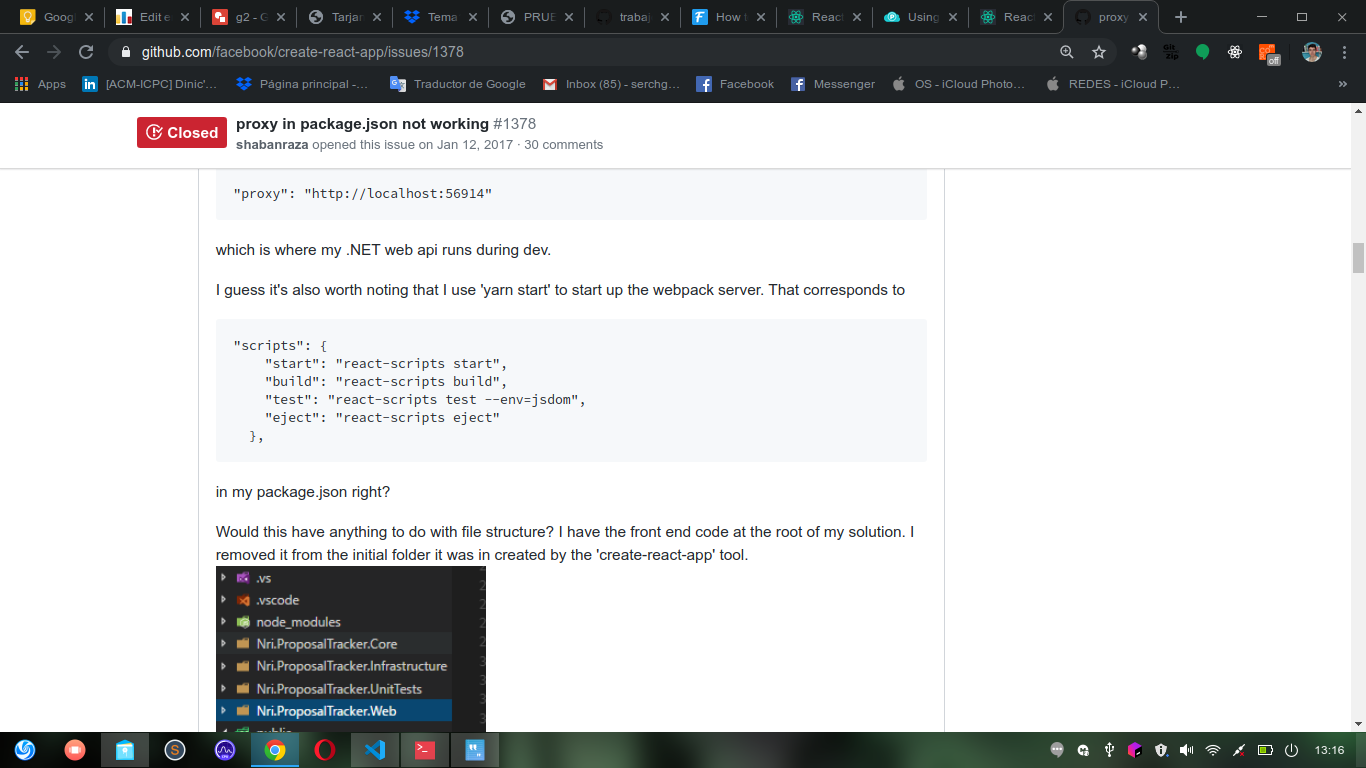 Googl
Edit e
g2 - G
Tarjan
Tema
PRUE
trabaj
How t
React
Using
React
proxy
github.com/facebook/create-react-app/issues/1378
Git
Zip
off
Apps
[ACM-ICPC] Dinic'...
Página principal -...
Traductor de Google
Inbox (85) - serchg...
Facebook
Messenger
OS - iCloud Photo...
REDES - iCloud P...
»
Closed
proxy in package.json not working #1378
shabanraza opened this issue on Jan 12, 2017 · 30 comments
"proxy": "http://localhost:56914"
which is where my .NET web api runs during dev.
I guess it's also worth noting that I use 'yarn start' to start up the webpack server. That corresponds to
"scripts": {
"start": "react-scripts start",
"build": "react-scripts build",
"test": "react-scripts test --env=jsdom",
"eject": "react-scripts eject"
},
in my package.json right?
Would this have anything to do with file structure? I have the front end code at the root of my solution. I
removed it from the initial folder it was in created by the 'create-react-app' tool.
.vs
.vscode
node_modules
Nri.ProposalTracker.Core
Nri.ProposalTracker.Infrastructure
Nri.ProposalTracker.UnitTests
Nri.ProposalTracker.Web
public
13:16